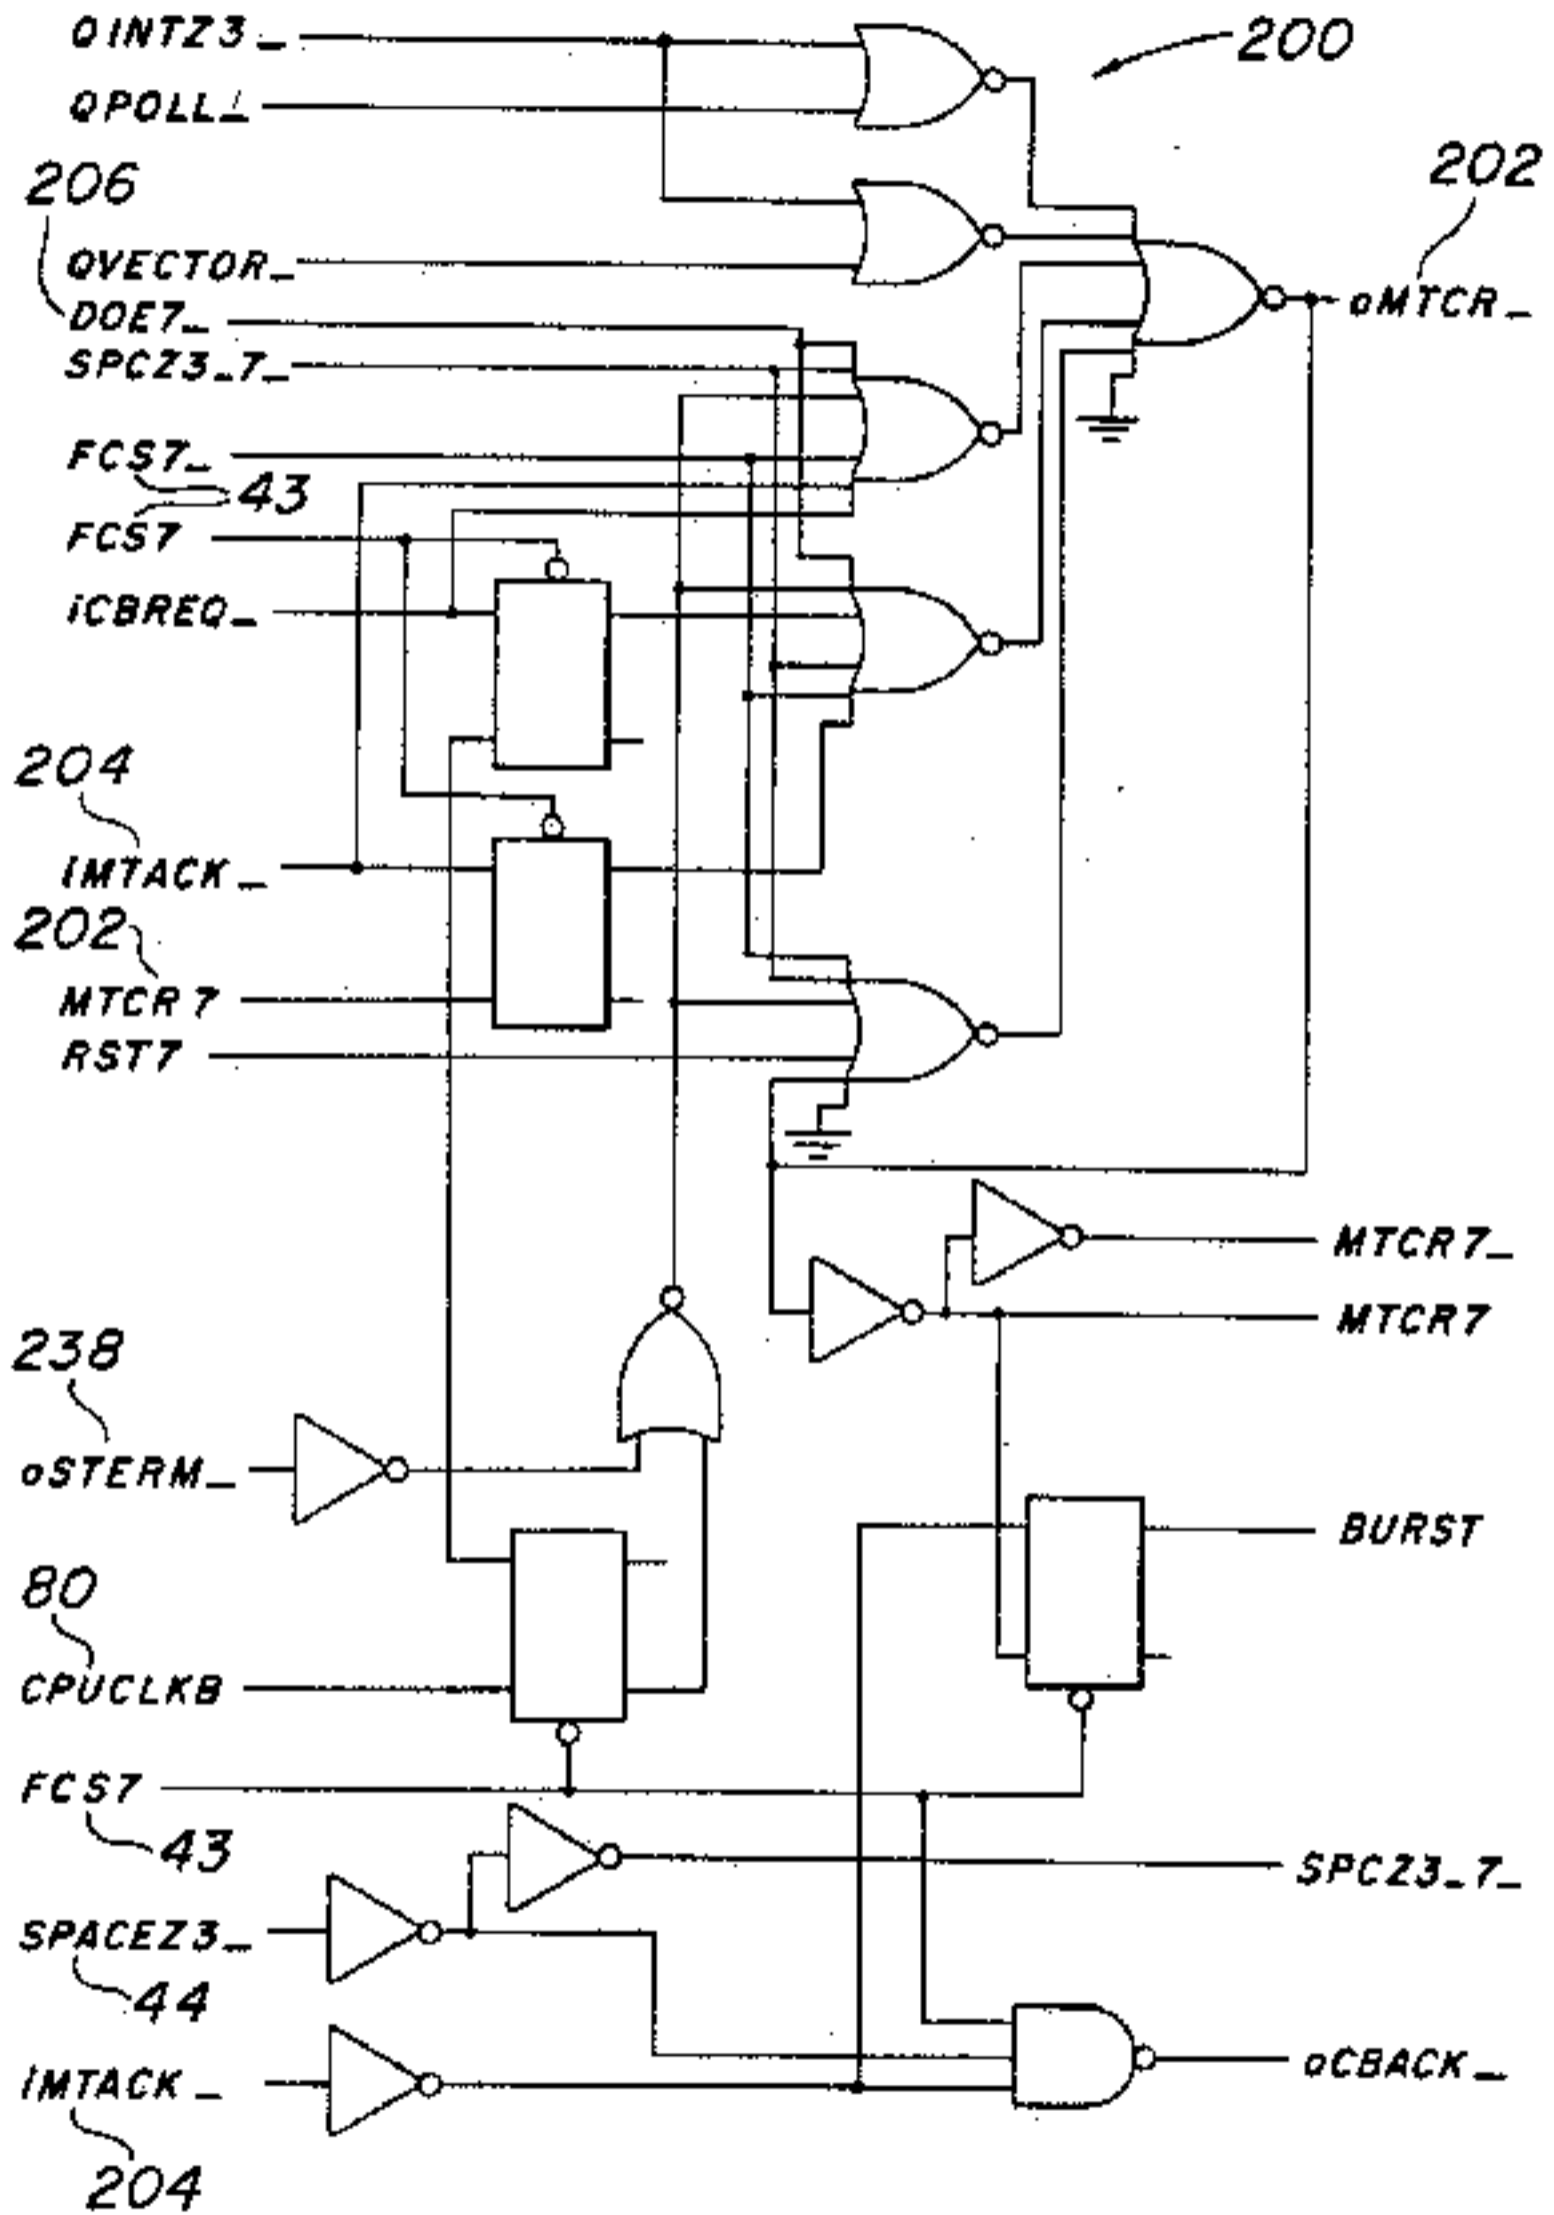 QINTZ3_
200
QPOLL_
202
206
QVECTOR_
oMTCR_
DOE7_
SPCZ3_7_
FCS7_
43
FCS7
iCBREQ_
204
IMTACK_
202
MTCR7
RST7
MTCR7_
MTCR7
238
oSTERM_
BURST
80
CPUCLKB
FCS7
43
SPCZ3_7_
SPACEZ3_
44
oCBACK_
IMTACK_
204